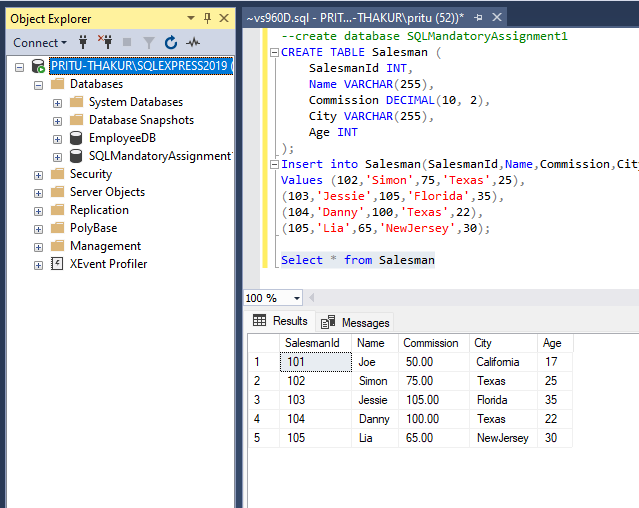 Object Explorer
Connect
PRITU-THAKUR\SQLEXPRESS2019 (
Databases
System Databases
Database Snapshots
EmployeeDB
SQLMandatoryAssignment
Security
Server Objects
Replication
PolyBase
Management
XEvent Profiler
~vs960D.sql - PRIT...-THAKUR\pritu (52))*
--create database SQLMandatoryAssignment1
CREATE TABLE Salesman (
SalesmanId INT,
Name VARCHAR(255),
Commission DECIMAL(10, 2),
City VARCHAR(255),
Age INT
);
Insert into Salesman(SalesmanId,Name,Commission,Cit
Values (102,'Simon',75,'Texas',25),
(103,'Jessie',105,'Florida',35),
(104,'Danny',100,'Texas',22),
(105,'Lia',65,'NewJersey',30);
Select * from Salesman
100 %
Results Messages
SalesmanId Name Commission City Age
1 101 Joe 50.00 California 17
2 102 Simon 75.00 Texas 25
3 103 Jessie 105.00 Florida 35
4 104 Danny 100.00 Texas 22
5 105 Lia 65.00 NewJersey 30